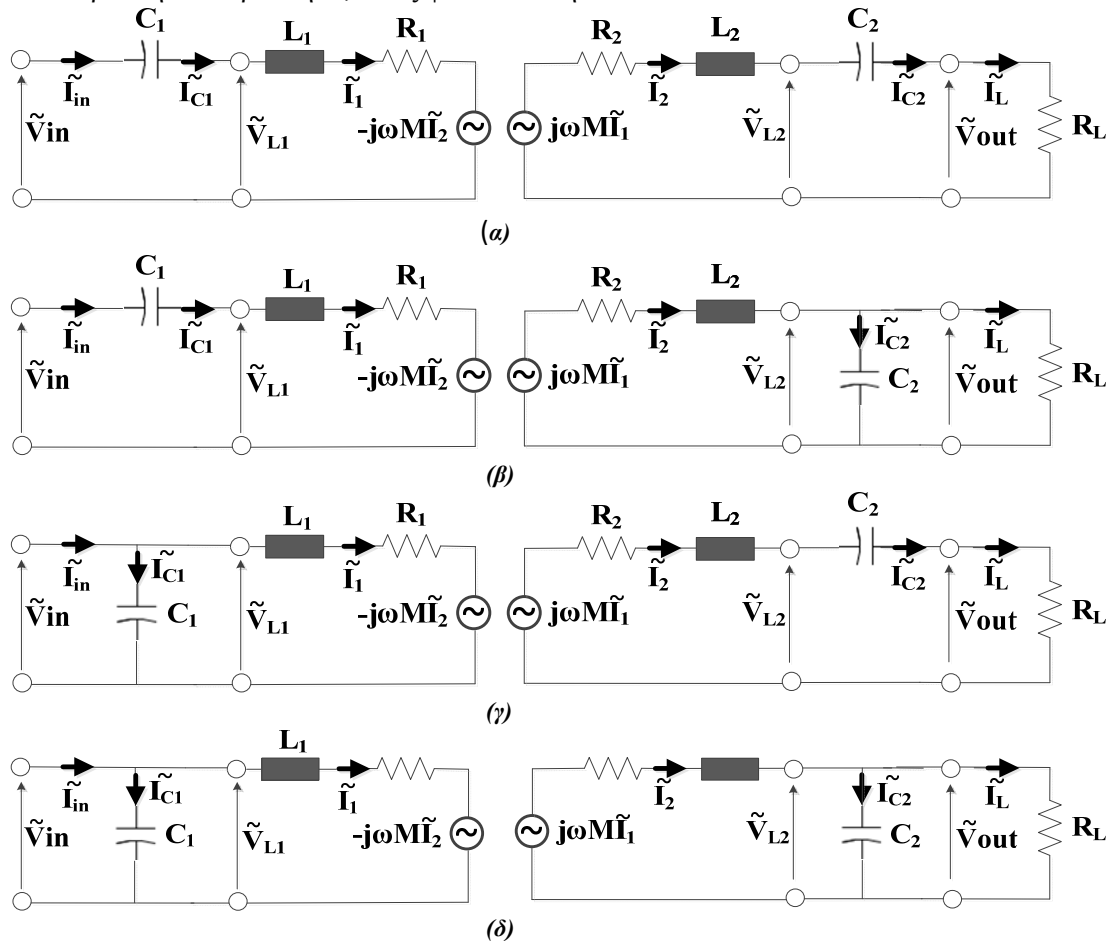 C₁ L₁ R₁ R₂ L₂ C₂
Ĩin ĨC1 Ĩ₁ Ĩ₂ ĨC2 ĨL
Ṽin ṼL1 -jωMĨ₂ jωMĨ₁ ṼL2 Ṽout RL
(α)
C₁ L₁ R₁ R₂ L₂
Ĩin ĨC1 Ĩ₁ Ĩ₂ ĨC2 ĨL
Ṽin ṼL1 -jωMĨ₂ jωMĨ₁ ṼL2 C₂ Ṽout RL
(β)
L₁ R₁ R₂ L₂ C₂
Ĩin ĨC1 Ĩ₁ Ĩ₂ ĨC2 ĨL
Ṽin C₁ ṼL1 -jωMĨ₂ jωMĨ₁ ṼL2 Ṽout RL
(γ)
L₁
Ĩin ĨC1 Ĩ₁ Ĩ₂ ĨC2 ĨL
Ṽin C₁ ṼL1 -jωMĨ₂ jωMĨ₁ ṼL2 C₂ Ṽout RL
(δ)